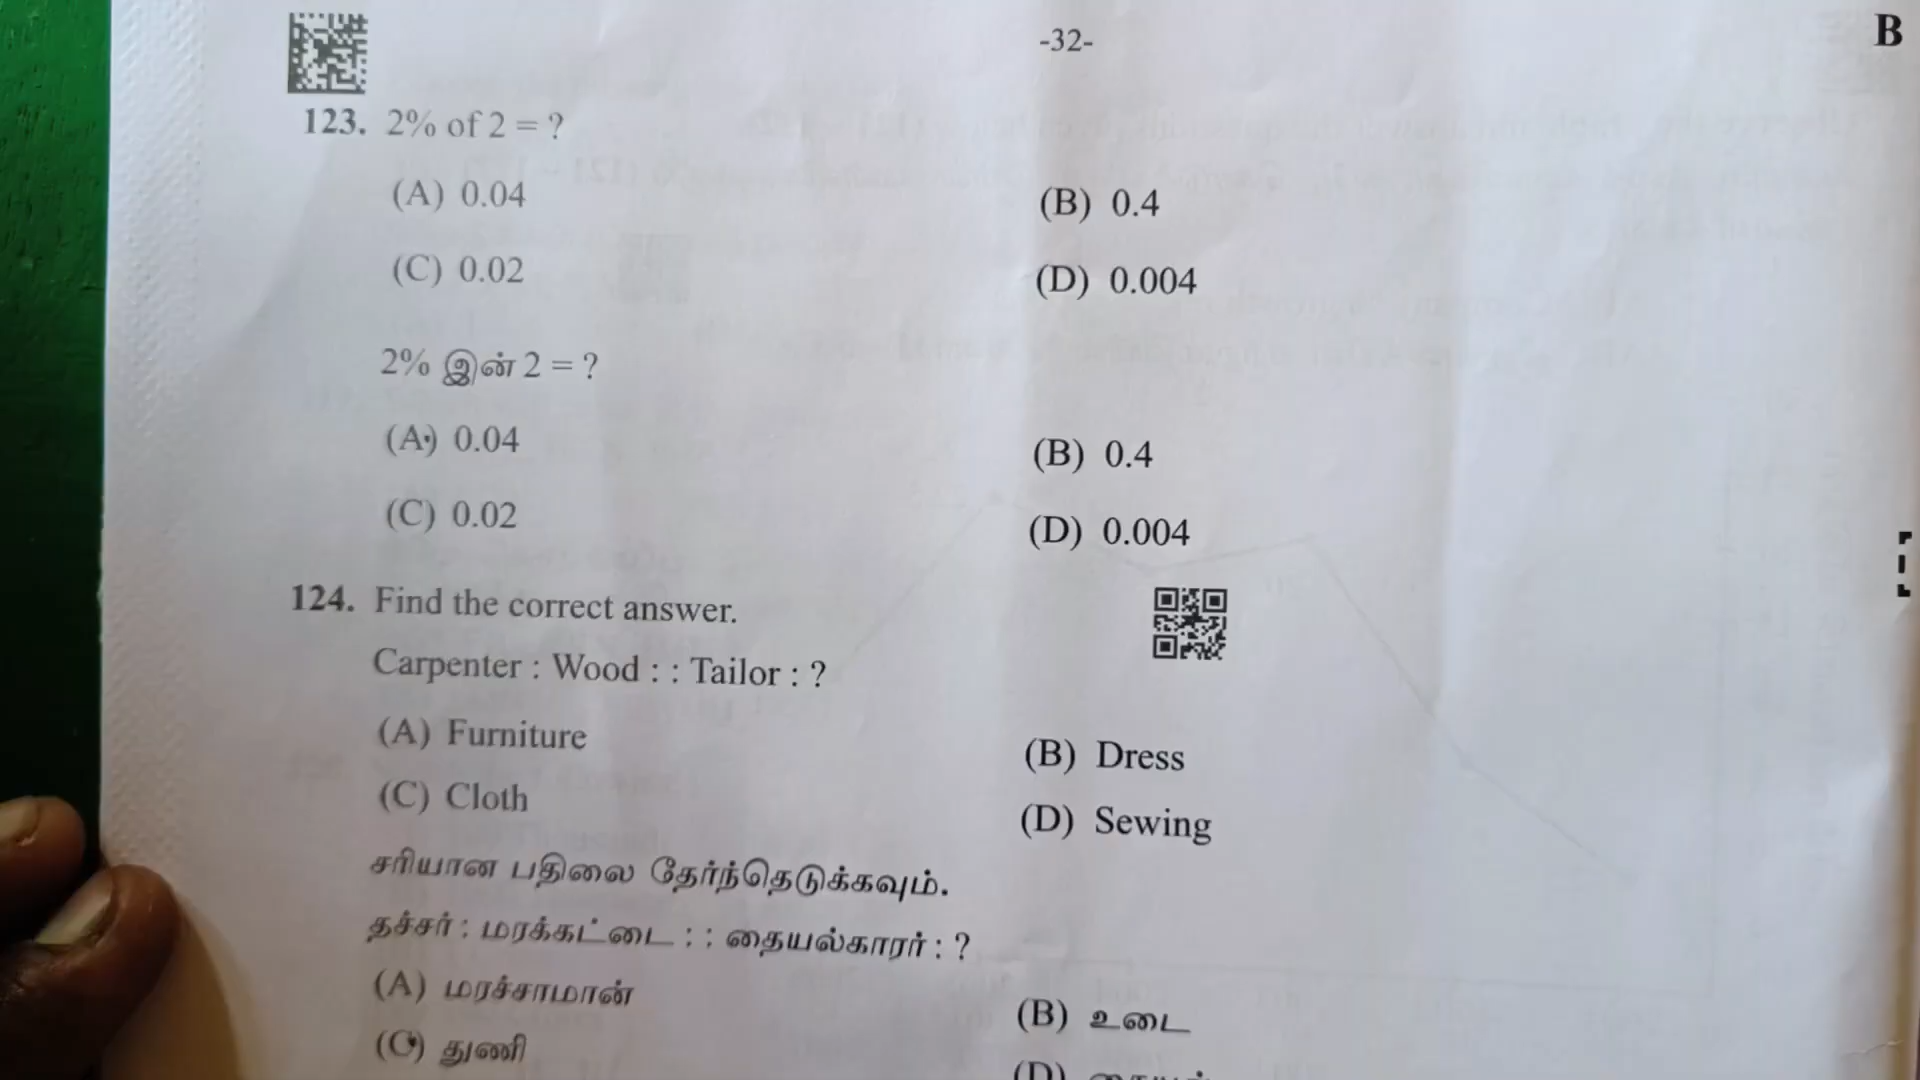 -32-
B
123. 2% of 2 = ?
(A) 0.04
(B) 0.4
(C) 0.02
(D) 0.004
2% இன் 2 = ?
(A) 0.04
(B) 0.4
(C) 0.02
(D) 0.004
124. Find the correct answer.
Carpenter : Wood : : Tailor : ?
(A) Furniture
(B) Dress
(C) Cloth
(D) Sewing
சரியான பதிலை தேர்ந்தெடுக்கவும்.
தச்சர் : மரக்கட்டை : : தையல்காரர் : ?
(A) மரச்சாமான்
(B) உடை
(C) துணி
(D)